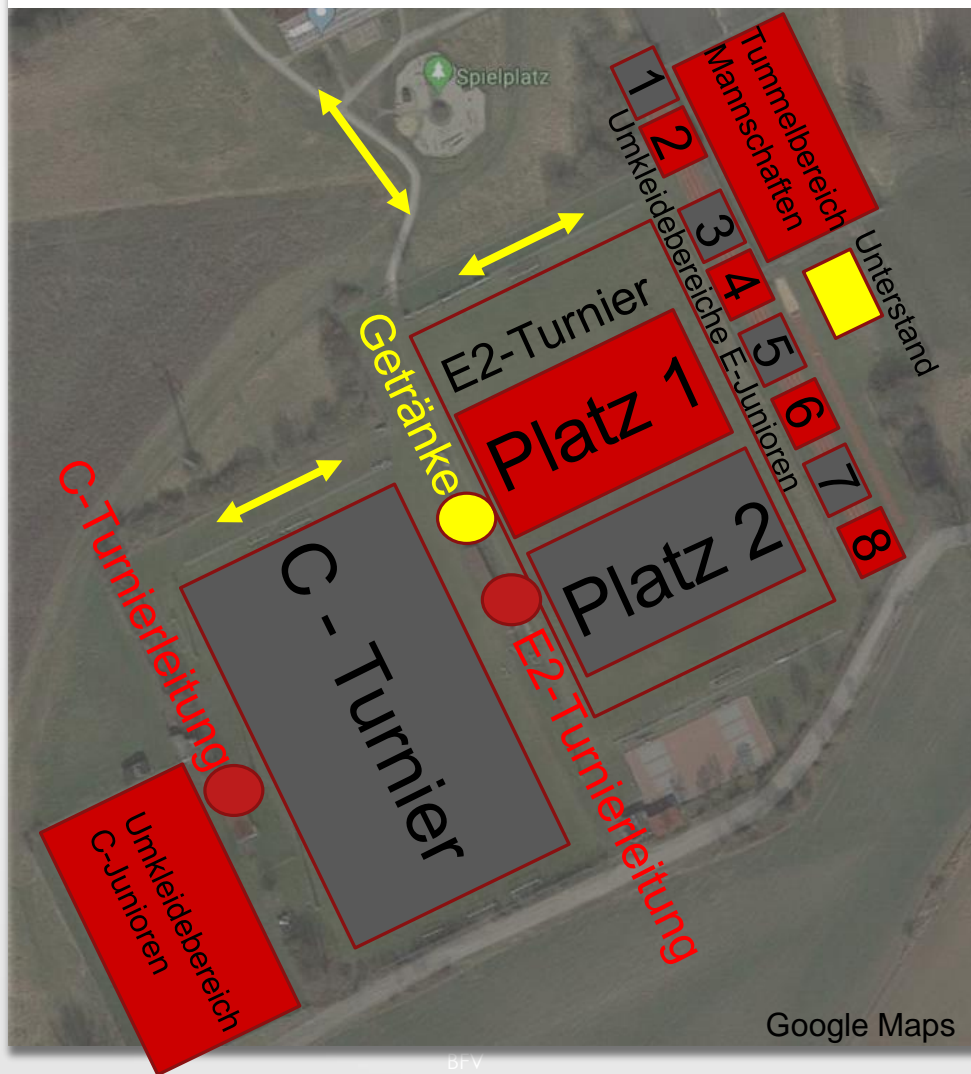 Spielplatz
Tummelbereich
Mannschaften
1
2
3
4
5
6
7
8
Umkleidebereiche E-Junioren
Unterstand
E2-Turnier
Platz 1
Platz 2
Getränke
C-Turnierleitung
C - Turnier
E2-Turnierleitung
Umkleidebereich
C-Junioren
Google Maps
BFV